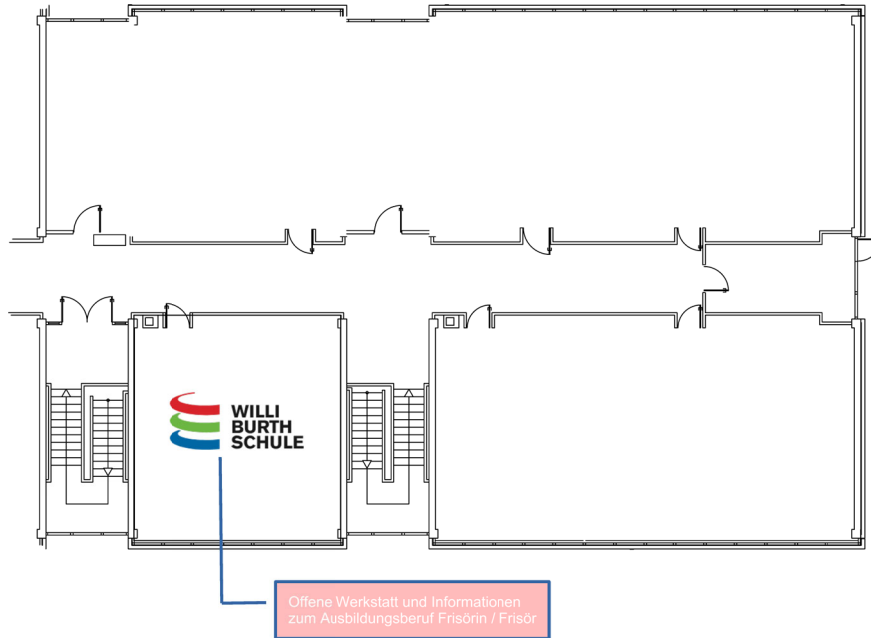 WILLI
BURTH
SCHULE
Offene Werkstatt und Informationen
zum Ausbildungsberuf Frisörin / Frisör